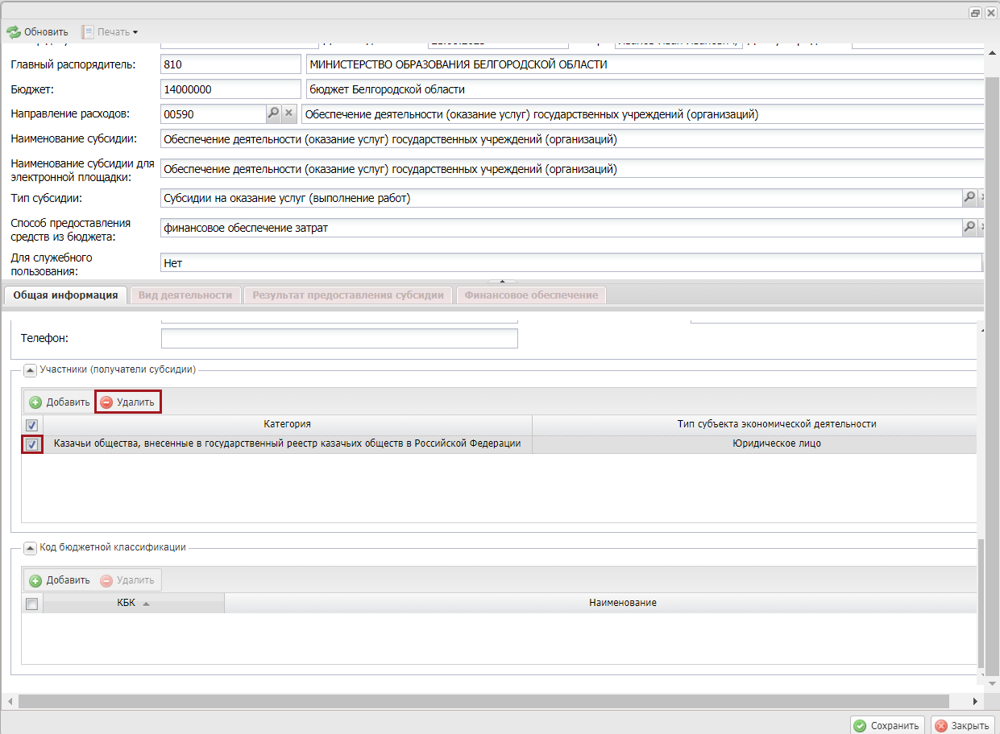 Обновить Печать
Главный распорядитель: 810 МИНИСТЕРСТВО ОБРАЗОВАНИЯ БЕЛГОРОДСКОЙ ОБЛАСТИ
Бюджет: 14000000 бюджет Белгородской области
Направление расходов: 00590 Обеспечение деятельности (оказание услуг) государственных учреждений (организаций)
Наименование субсидии: Обеспечение деятельности (оказание услуг) государственных учреждений (организаций)
Наименование субсидии для
электронной площадки: Обеспечение деятельности (оказание услуг) государственных учреждений (организаций)
Тип субсидии: Субсидии на оказание услуг (выполнение работ)
Способ предоставления
средств из бюджета: финансовое обеспечение затрат
Для служебного
пользования: Нет
Общая информация Вид деятельности Результат предоставления субсидии Финансовое обеспечение
Телефон:
Участники (получатели субсидии)
Добавить Удалить
Категория Тип субъекта экономической деятельности
Казачьи общества, внесенные в государственный реестр казачьих обществ в Российской Федерации Юридическое лицо
Код бюджетной классификации
Добавить Удалить
КБК Наименование
Сохранить Закрыть